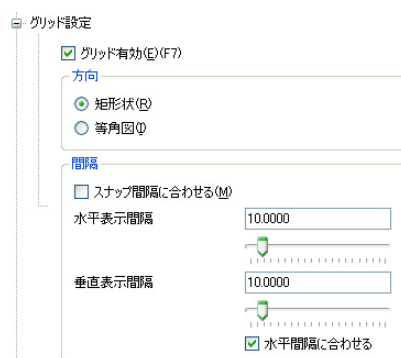 グリッド設定
グリッド有効(E)(F7)
方向
矩形状(R)
等角図(I)
間隔
スナップ間隔に合わせる(M)
水平表示間隔 10.0000
垂直表示間隔 10.0000
水平間隔に合わせる